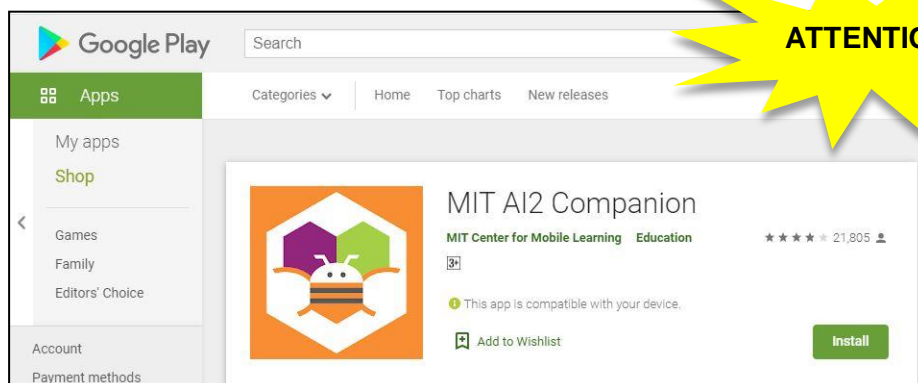 Google Play
Search
ATTENTIO
Apps
Categories
Home
Top charts
New releases
My apps
Shop
Games
Family
Editors' Choice
Account
Payment methods
MIT AI2 Companion
MIT Center for Mobile Learning
Education
21,805
3+
This app is compatible with your device.
Add to Wishlist
Install